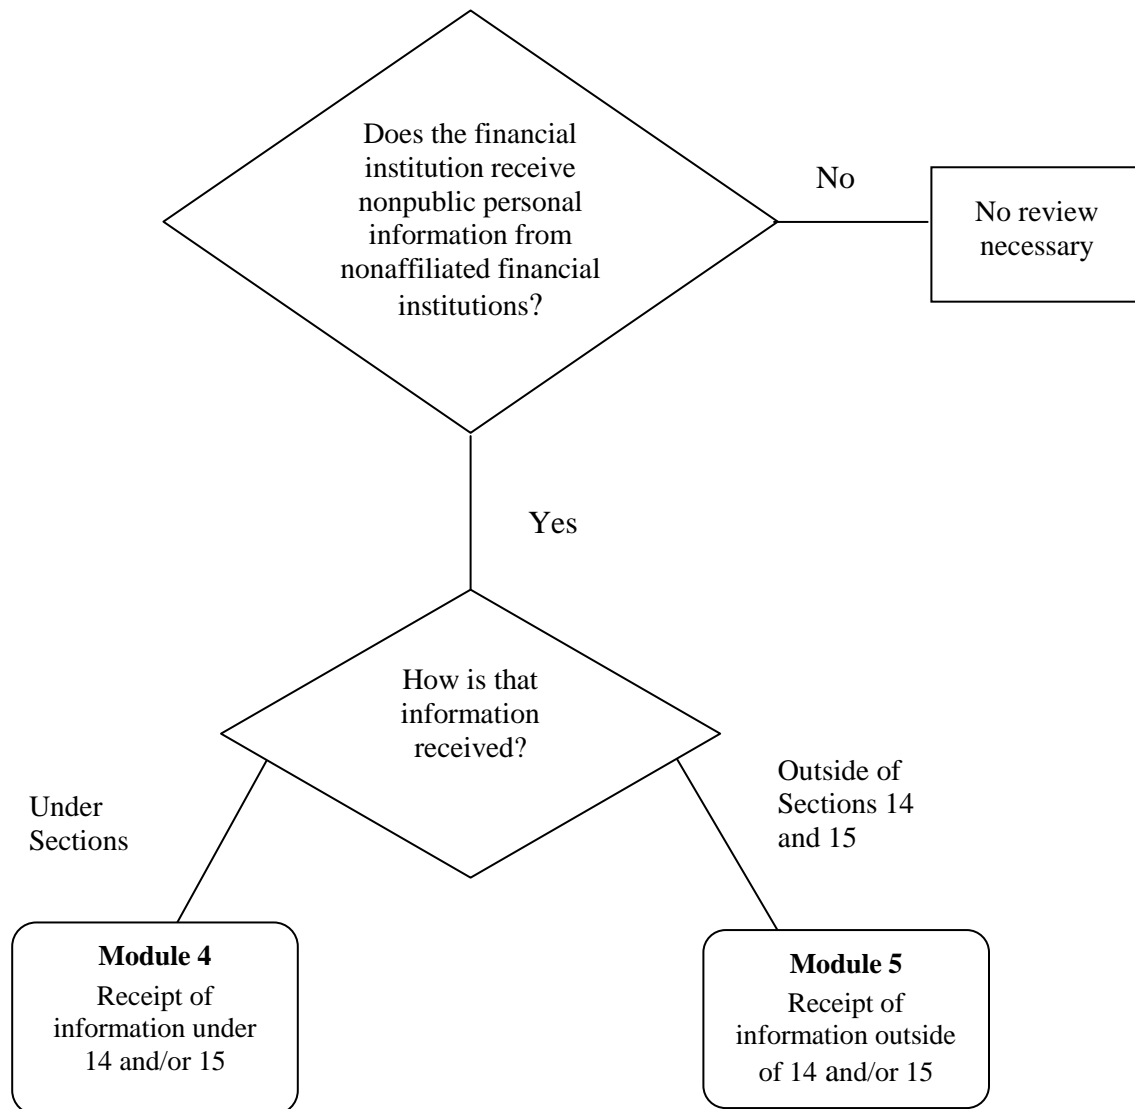 Does the financial
institution receive
nonpublic personal
information from
nonaffiliated financial
institutions?
No
No review
necessary
Yes
How is that
information
received?
Under
Sections
Outside of
Sections 14
and 15
Module 4
Receipt of
information under
14 and/or 15
Module 5
Receipt of
information outside
of 14 and/or 15